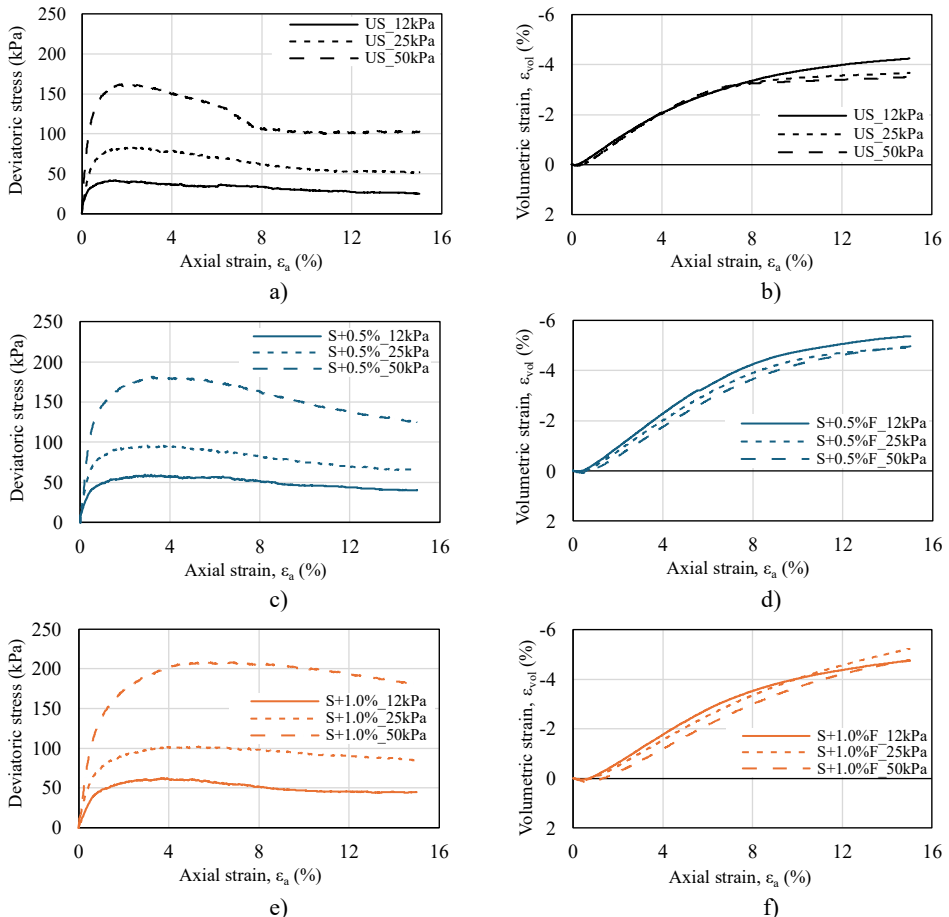 250
200
150
100
50
0
Deviatoric stress (kPa)
US_12kPa
US_25kPa
US_50kPa
0 4 8 12 16
Axial strain, εa (%)
a)
-6
-4
-2
0
2
Volumetric strain, εvol (%)
US_12kPa
US_25kPa
US_50kPa
0 4 8 12 16
Axial strain, εa (%)
b)
250
200
150
100
50
0
Deviatoric stress (kPa)
S+0.5%_12kPa
S+0.5%_25kPa
S+0.5%_50kPa
0 4 8 12 16
Axial strain, εa (%)
c)
-6
-4
-2
0
2
Volumetric strain, εvol (%)
S+0.5%F_12kPa
S+0.5%F_25kPa
S+0.5%F_50kPa
0 4 8 12 16
Axial strain, εa (%)
d)
250
200
150
100
50
0
Deviatoric stress (kPa)
S+1.0%_12kPa
S+1.0%_25kPa
S+1.0%_50kPa
0 4 8 12 16
Axial strain, εa (%)
e)
-6
-4
-2
0
2
Volumetric strain, εvol (%)
S+1.0%F_12kPa
S+1.0%F_25kPa
S+1.0%F_50kPa
0 4 8 12 16
Axial strain, εa (%)
f)